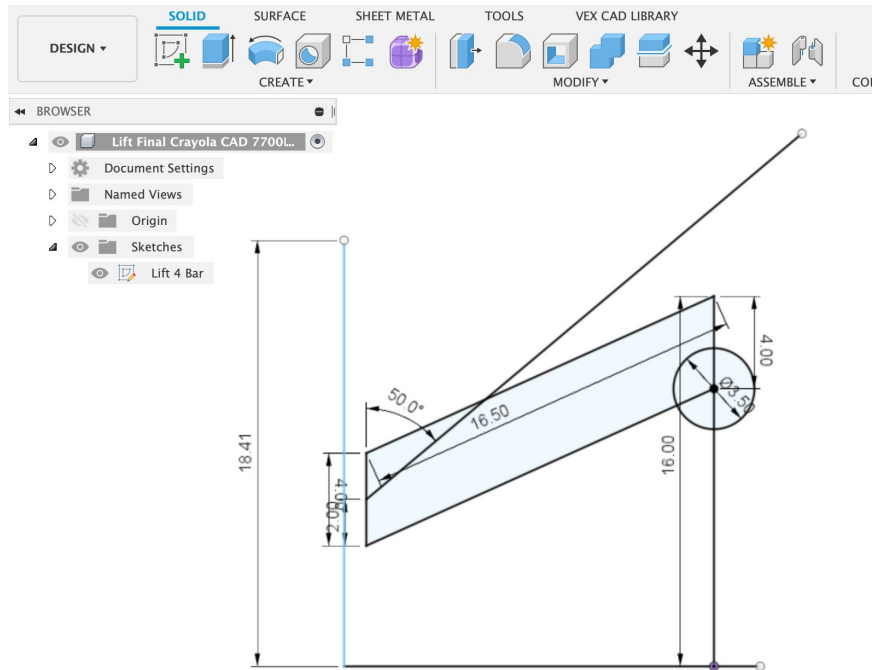 SOLID SURFACE SHEET METAL TOOLS VEX CAD LIBRARY
DESIGN
CREATE MODIFY ASSEMBLE
BROWSER
Lift Final Crayola CAD 7700L...
Document Settings
Named Views
Origin
Sketches
Lift 4 Bar
50.0°
16.50
4.00
Ø3.50
18.41
16.00
4.00
2.00